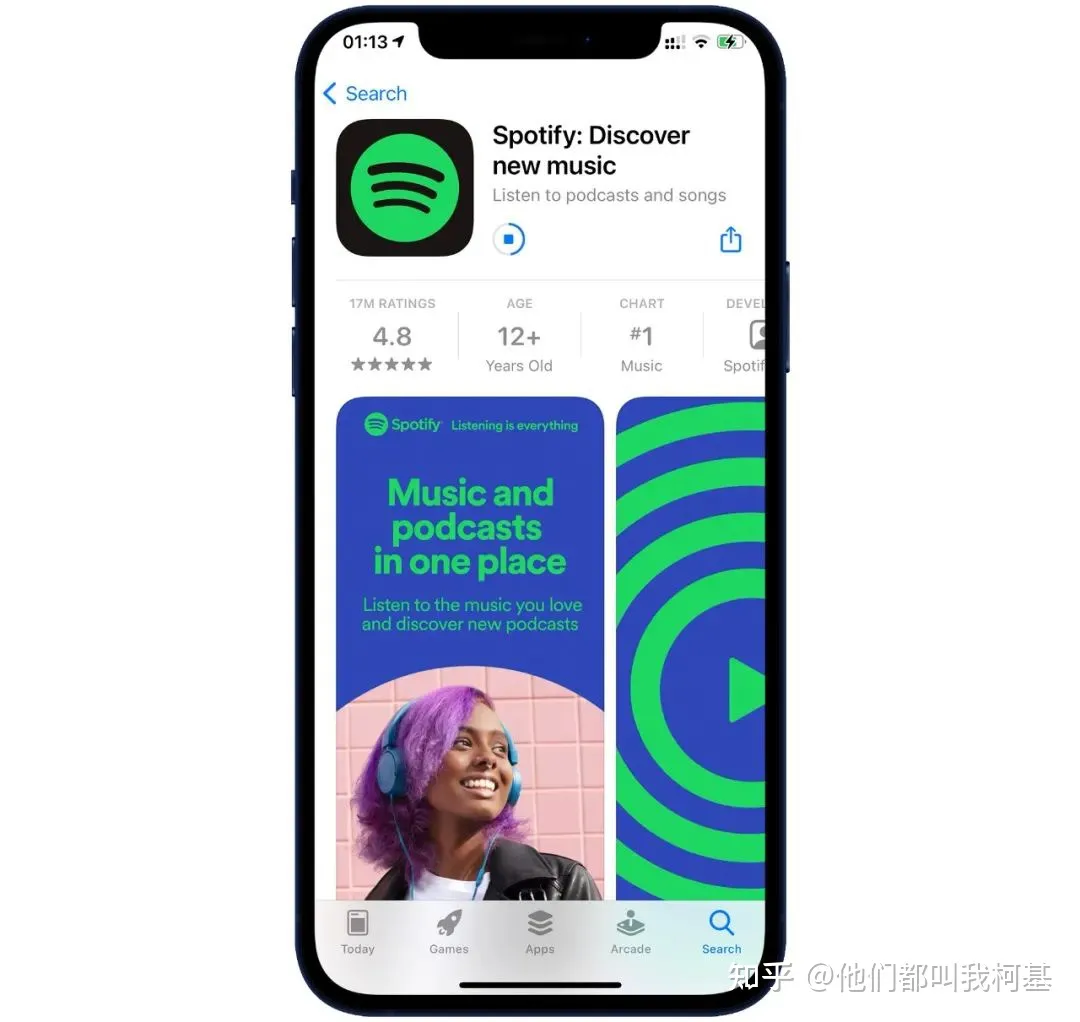 01:13
Search
Spotify: Discover
new music
Listen to podcasts and songs
17M RATINGS
4.8
AGE
12+
Years Old
CHART
#1
Music
DEVEL
Spotif
Spotify Listening is everything
Music and
podcasts
in one place
Listen to the music you love
and discover new podcasts
Today
Games
Apps
Arcade
Search
知乎 @他们都叫我柯基